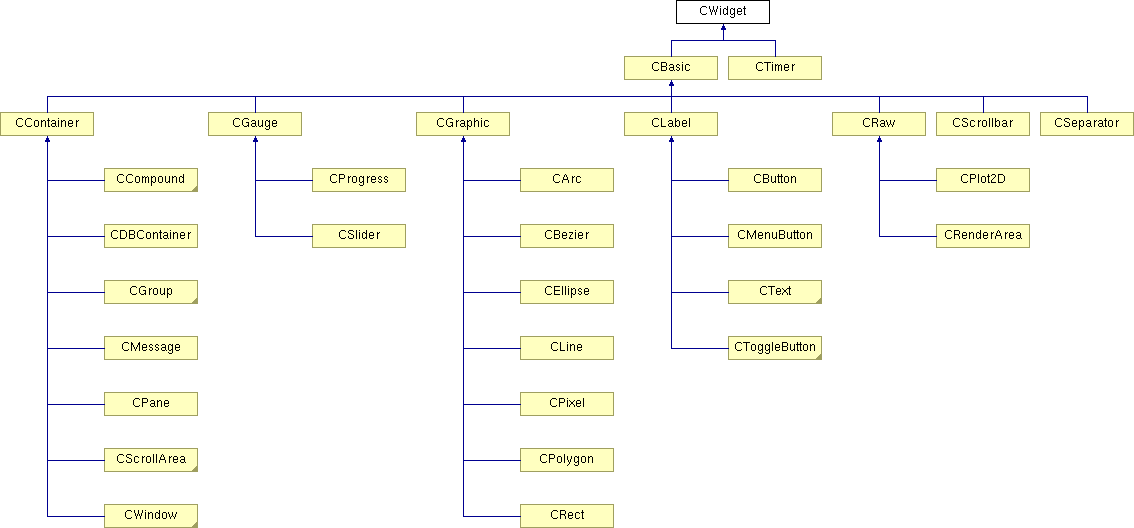 CWidget
CBasic
CTimer
CContainer
CGauge
CGraphic
CLabel
CRaw
CScrollbar
CSeparator
CCompound
CProgress
CArc
CButton
CPlot2D
CDBContainer
CSlider
CBezier
CMenuButton
CRenderArea
CGroup
CEllipse
CText
CMessage
CLine
CToggleButton
CPane
CPixel
CScrollArea
CPolygon
CWindow
CRect